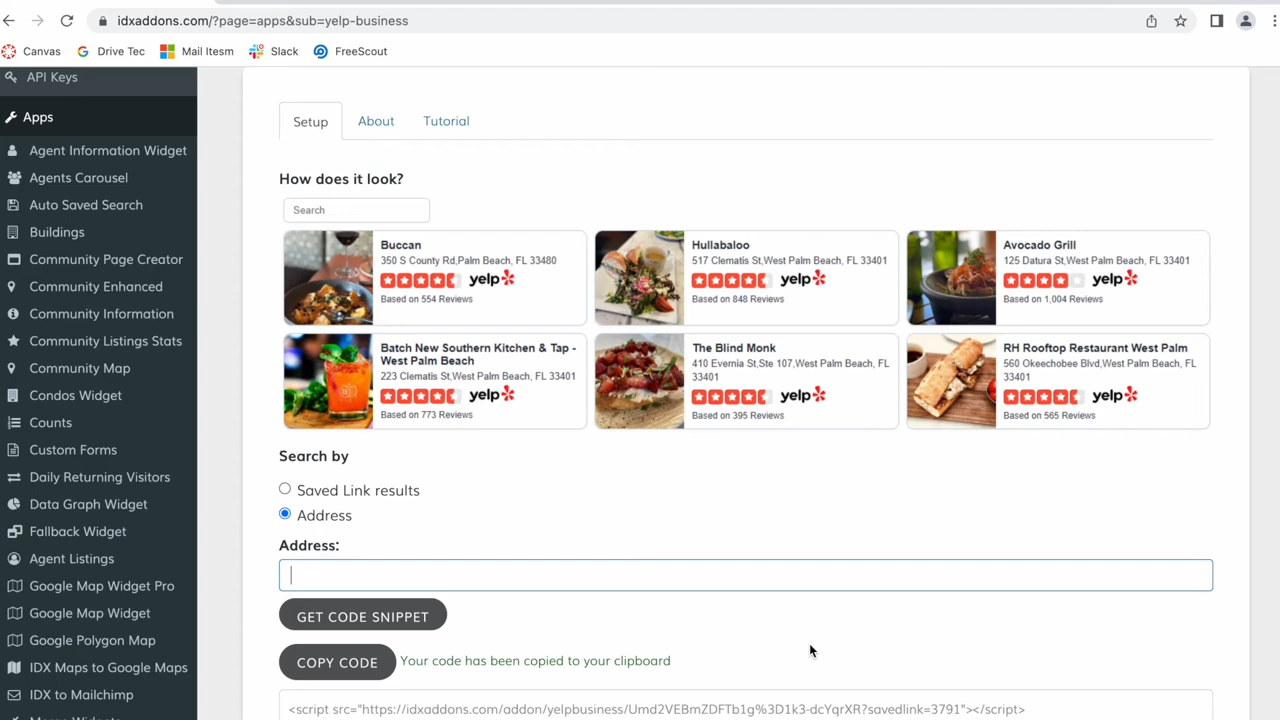 idxaddons.com/?page=apps&sub=yelp-business
Canvas
Drive Tec
Mail Itesm
Slack
FreeScout
API Keys
Apps
Agent Information Widget
Agents Carousel
Auto Saved Search
Buildings
Community Page Creator
Community Enhanced
Community Information
Community Listings Stats
Community Map
Condos Widget
Counts
Custom Forms
Daily Returning Visitors
Data Graph Widget
Fallback Widget
Agent Listings
Google Map Widget Pro
Google Map Widget
Google Polygon Map
IDX Maps to Google Maps
IDX to Mailchimp
Setup
About
Tutorial
How does it look?
Search
Buccan
350 S County Rd,Palm Beach, FL 33480
yelp
Based on 554 Reviews
Hullabaloo
517 Clematis St,West Palm Beach, FL 33401
yelp
Based on 848 Reviews
Avocado Grill
125 Datura St,West Palm Beach, FL 33401
yelp
Based on 1,004 Reviews
Batch New Southern Kitchen & Tap -
West Palm Beach
223 Clematis St,West Palm Beach, FL 33401
yelp
Based on 773 Reviews
The Blind Monk
410 Evernia St,Ste 107,West Palm Beach, FL
33401
yelp
Based on 395 Reviews
RH Rooftop Restaurant West Palm
560 Okeechobee Blvd,West Palm Beach, FL
33401
yelp
Based on 565 Reviews
Search by
Saved Link results
Address
Address:
GET CODE SNIPPET
COPY CODE
Your code has been copied to your clipboard
<script src="https://idxaddons.com/addon/yelpbusiness/Umd2VEBmZDFTb1g%3D1k3-dcYqrXR?savedlink=3791"></script>